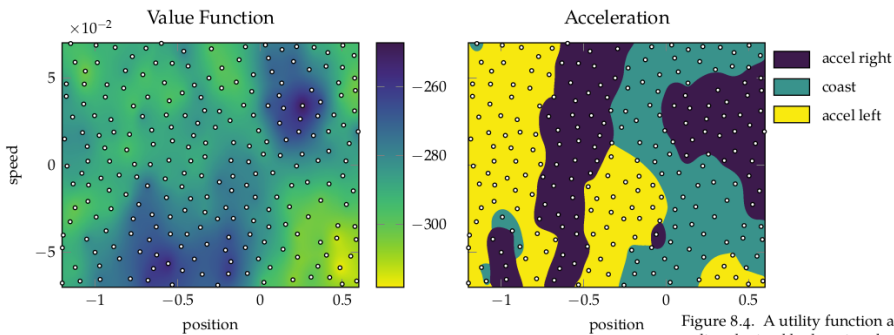 Value Function
×10⁻²
5
0
−5
speed
−1
−0.5
0
0.5
position
−260
−280
−300
Acceleration
−1
−0.5
0
0.5
position
accel right
coast
accel left
Figure 8.4. A utility function a